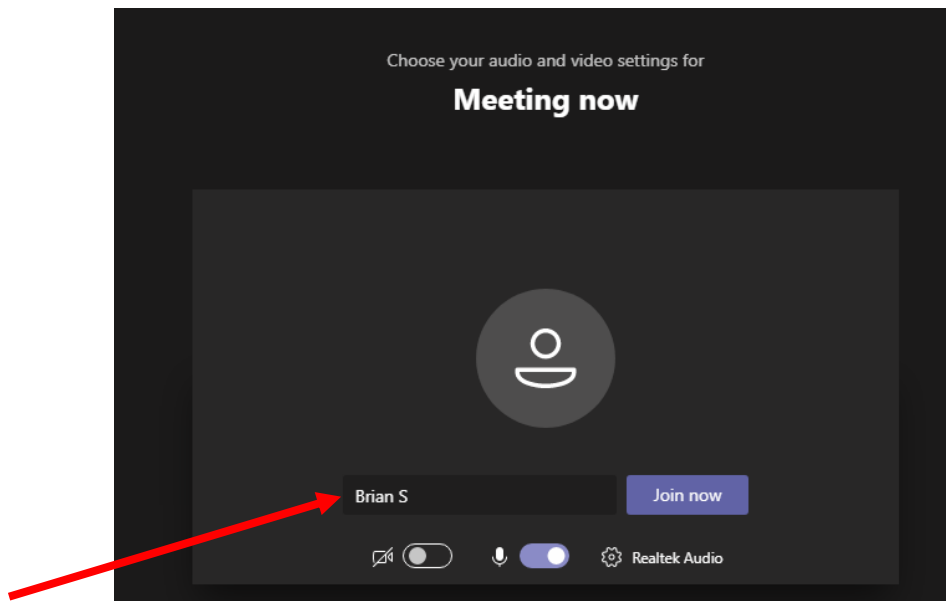 Choose your audio and video settings for
Meeting now
Brian S
Join now
Realtek Audio